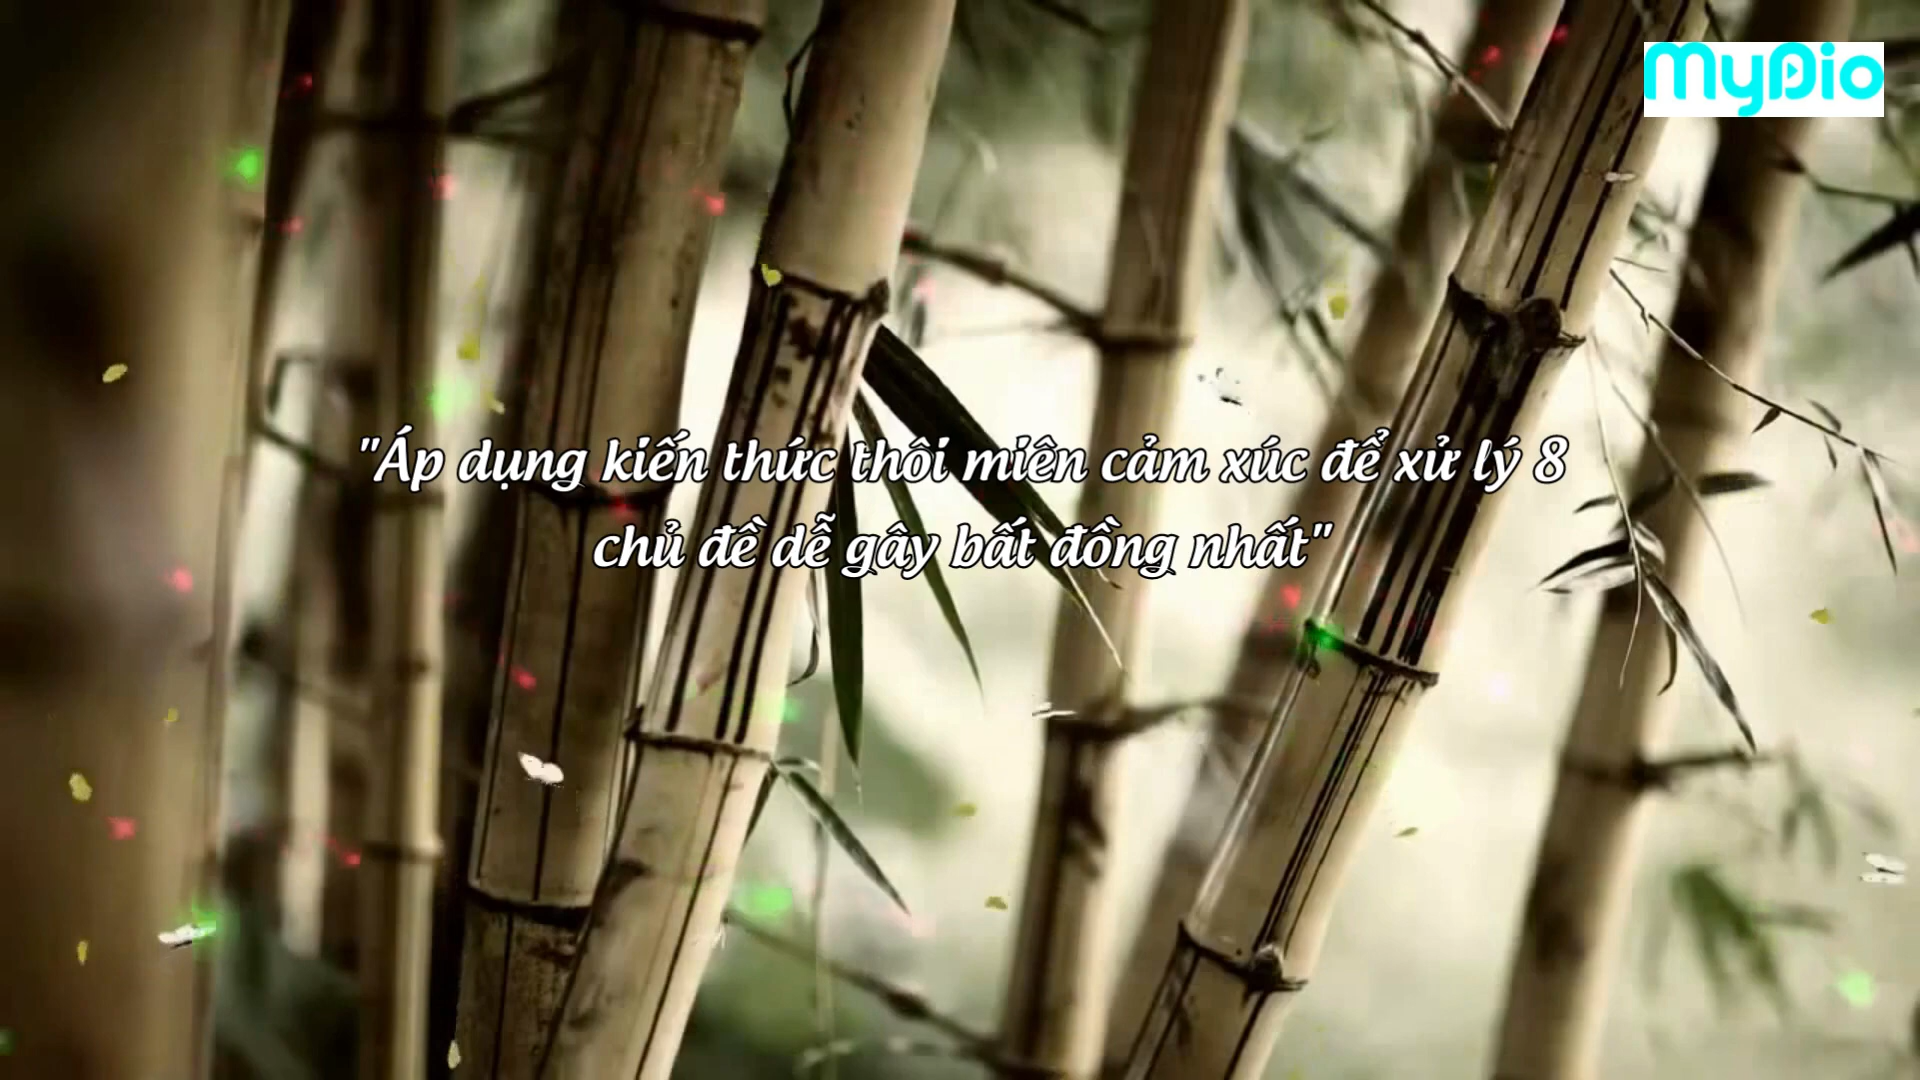 MyDio
"Áp dụng kiến thức thôi miên cảm xúc để xử lý 8
chủ đề dễ gây bất đồng nhất"